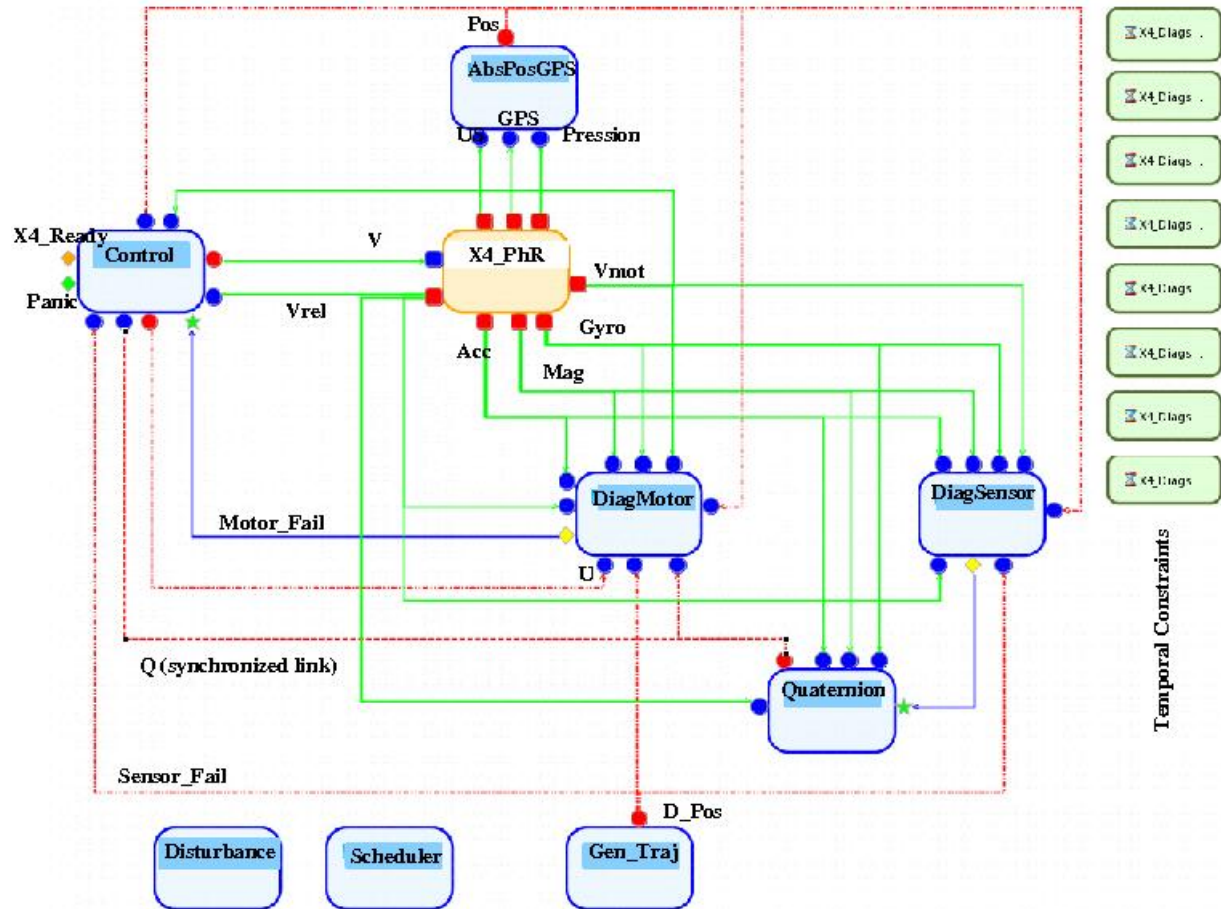 Pos
X4_Diags ..
AbsPosGPS
X4_Diags ..
GPS
US
Pression
X4_Diags ..
X4_Diags ..
X4_Ready
V
X4_PhR
Control
Vmot
X4_Diags ..
Panic
Vrel
Gyro
Acc
X4_Diags ..
Mag
X4_Diags ..
X4_Diags ..
DiagMotor
DiagSensor
Motor_Fail
U
Temporal Constraints
Q (synchronized link)
Quaternion
Sensor_Fail
D_Pos
Disturbance
Scheduler
Gen_Traj